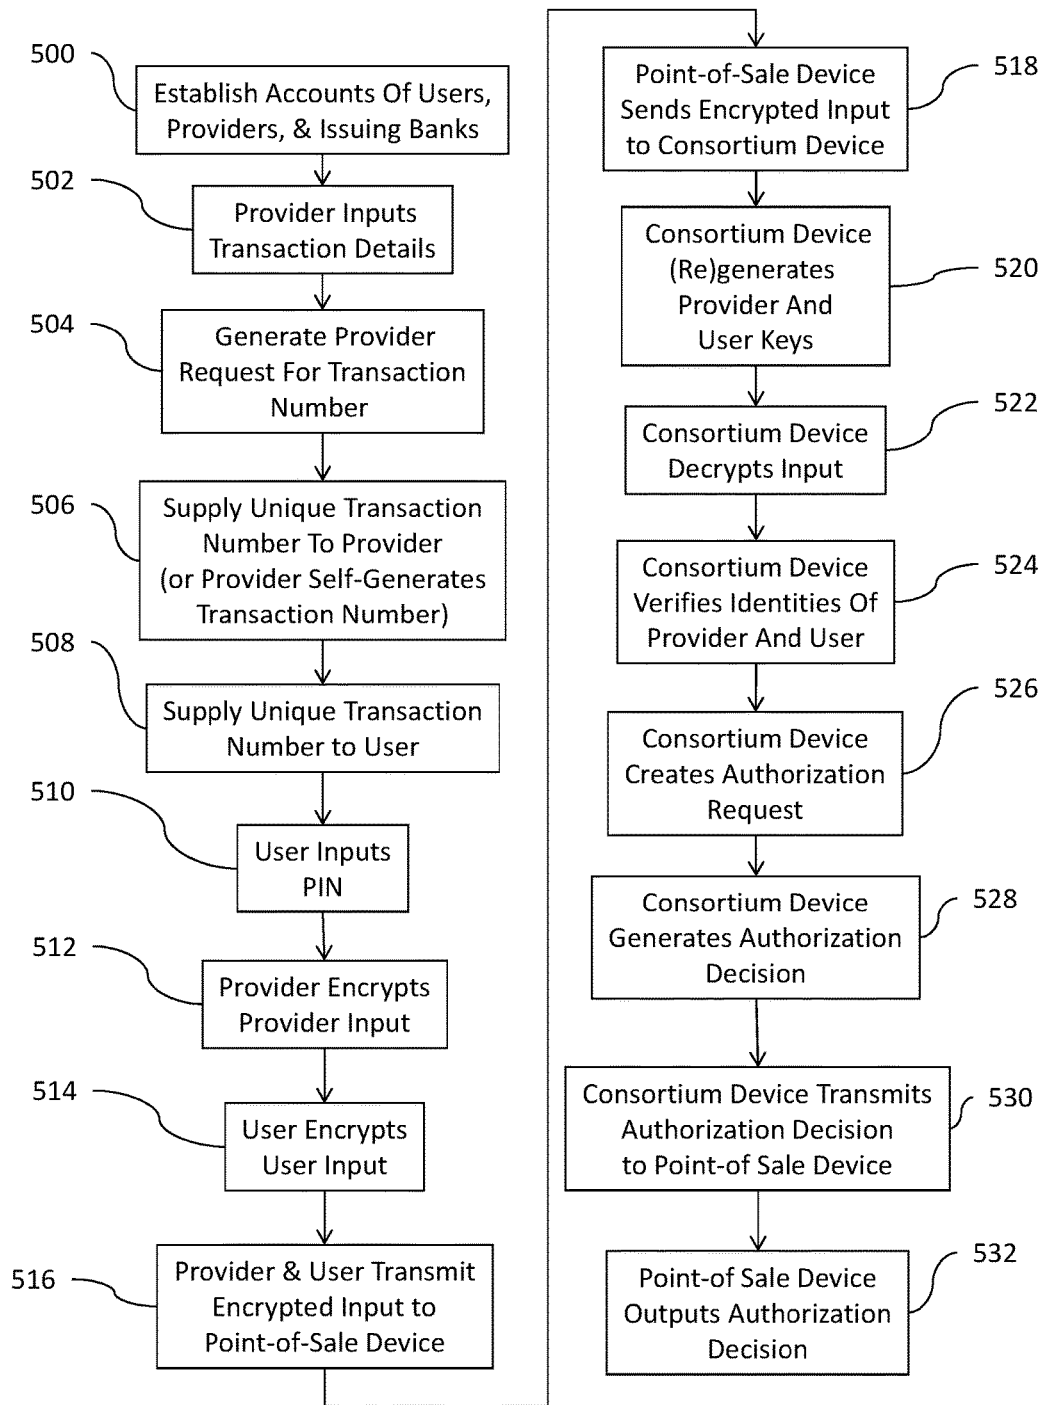 500
Establish Accounts Of Users,
Providers, & Issuing Banks
502
Provider Inputs
Transaction Details
504
Generate Provider
Request For Transaction
Number
506
Supply Unique Transaction
Number To Provider
(or Provider Self-Generates
Transaction Number)
508
Supply Unique Transaction
Number to User
510
User Inputs
PIN
512
Provider Encrypts
Provider Input
514
User Encrypts
User Input
516
Provider & User Transmit
Encrypted Input to
Point-of-Sale Device
518
Point-of-Sale Device
Sends Encrypted Input
to Consortium Device
520
Consortium Device
(Re)generates
Provider And
User Keys
522
Consortium Device
Decrypts Input
524
Consortium Device
Verifies Identities Of
Provider And User
526
Consortium Device
Creates Authorization
Request
528
Consortium Device
Generates Authorization
Decision
530
Consortium Device Transmits
Authorization Decision
to Point-of Sale Device
532
Point-of Sale Device
Outputs Authorization
Decision